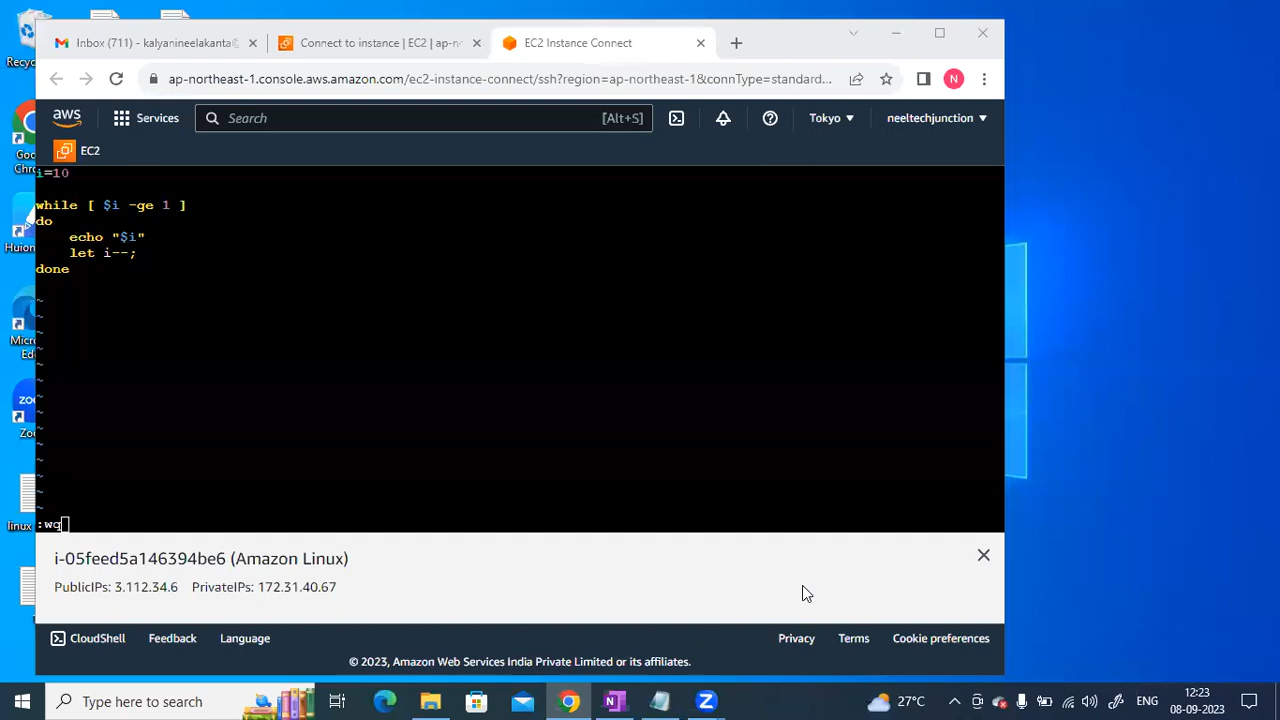 Inbox (711) - kalyanineelakanta@
Connect to instance | EC2 | ap-n
EC2 Instance Connect
ap-northeast-1.console.aws.amazon.com/ec2-instance-connect/ssh?region=ap-northeast-1&connType=standard...
N
aws
Services
Search
[Alt+S]
Tokyo
neeltechjunction
EC2
i=10
while [ $i -ge 1 ]
do
echo "$i"
let i--;
done
~
~
~
~
~
~
~
~
~
~
~
~
~
~
:wq
i-05feed5a146394be6 (Amazon Linux)
PublicIPs: 3.112.34.6 PrivateIPs: 172.31.40.67
CloudShell
Feedback
Language
Privacy
Terms
Cookie preferences
© 2023, Amazon Web Services India Private Limited or its affiliates.
Type here to search
27°C
ENG
12:23
08-09-2023